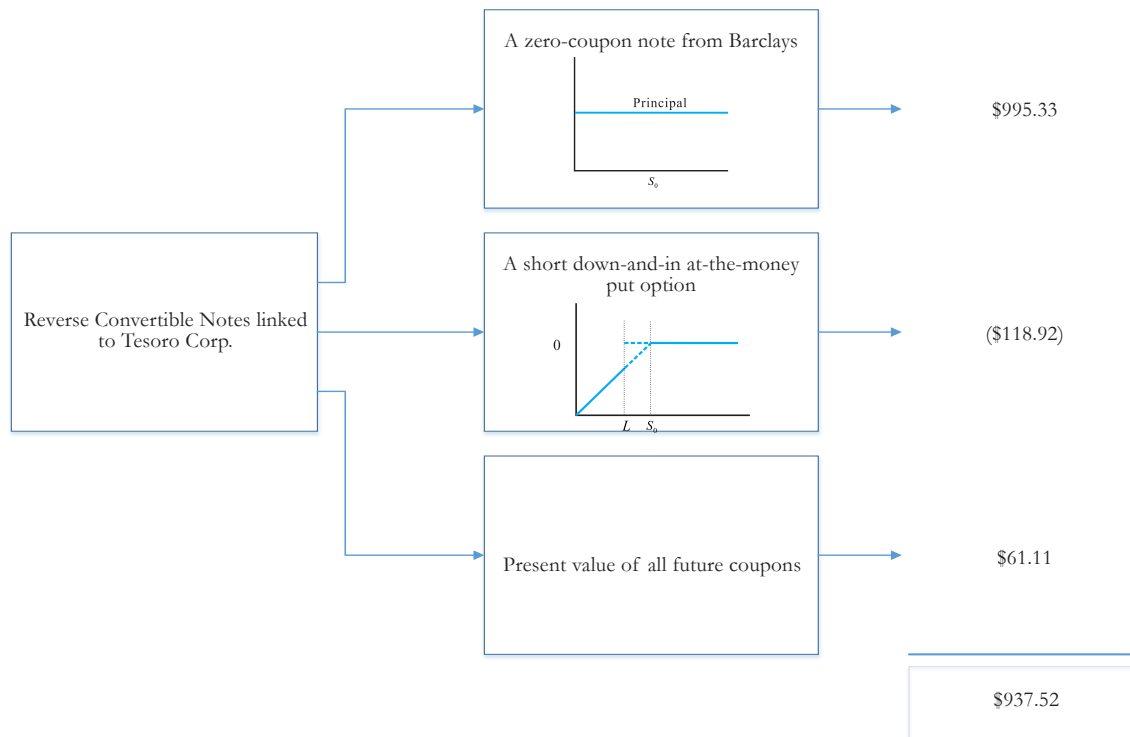 A zero-coupon note from Barclays
Principal
S₀
$995.33
Reverse Convertible Notes linked
to Tesoro Corp.
A short down-and-in at-the-money
put option
0
L S₀
($118.92)
Present value of all future coupons
$61.11
$937.52